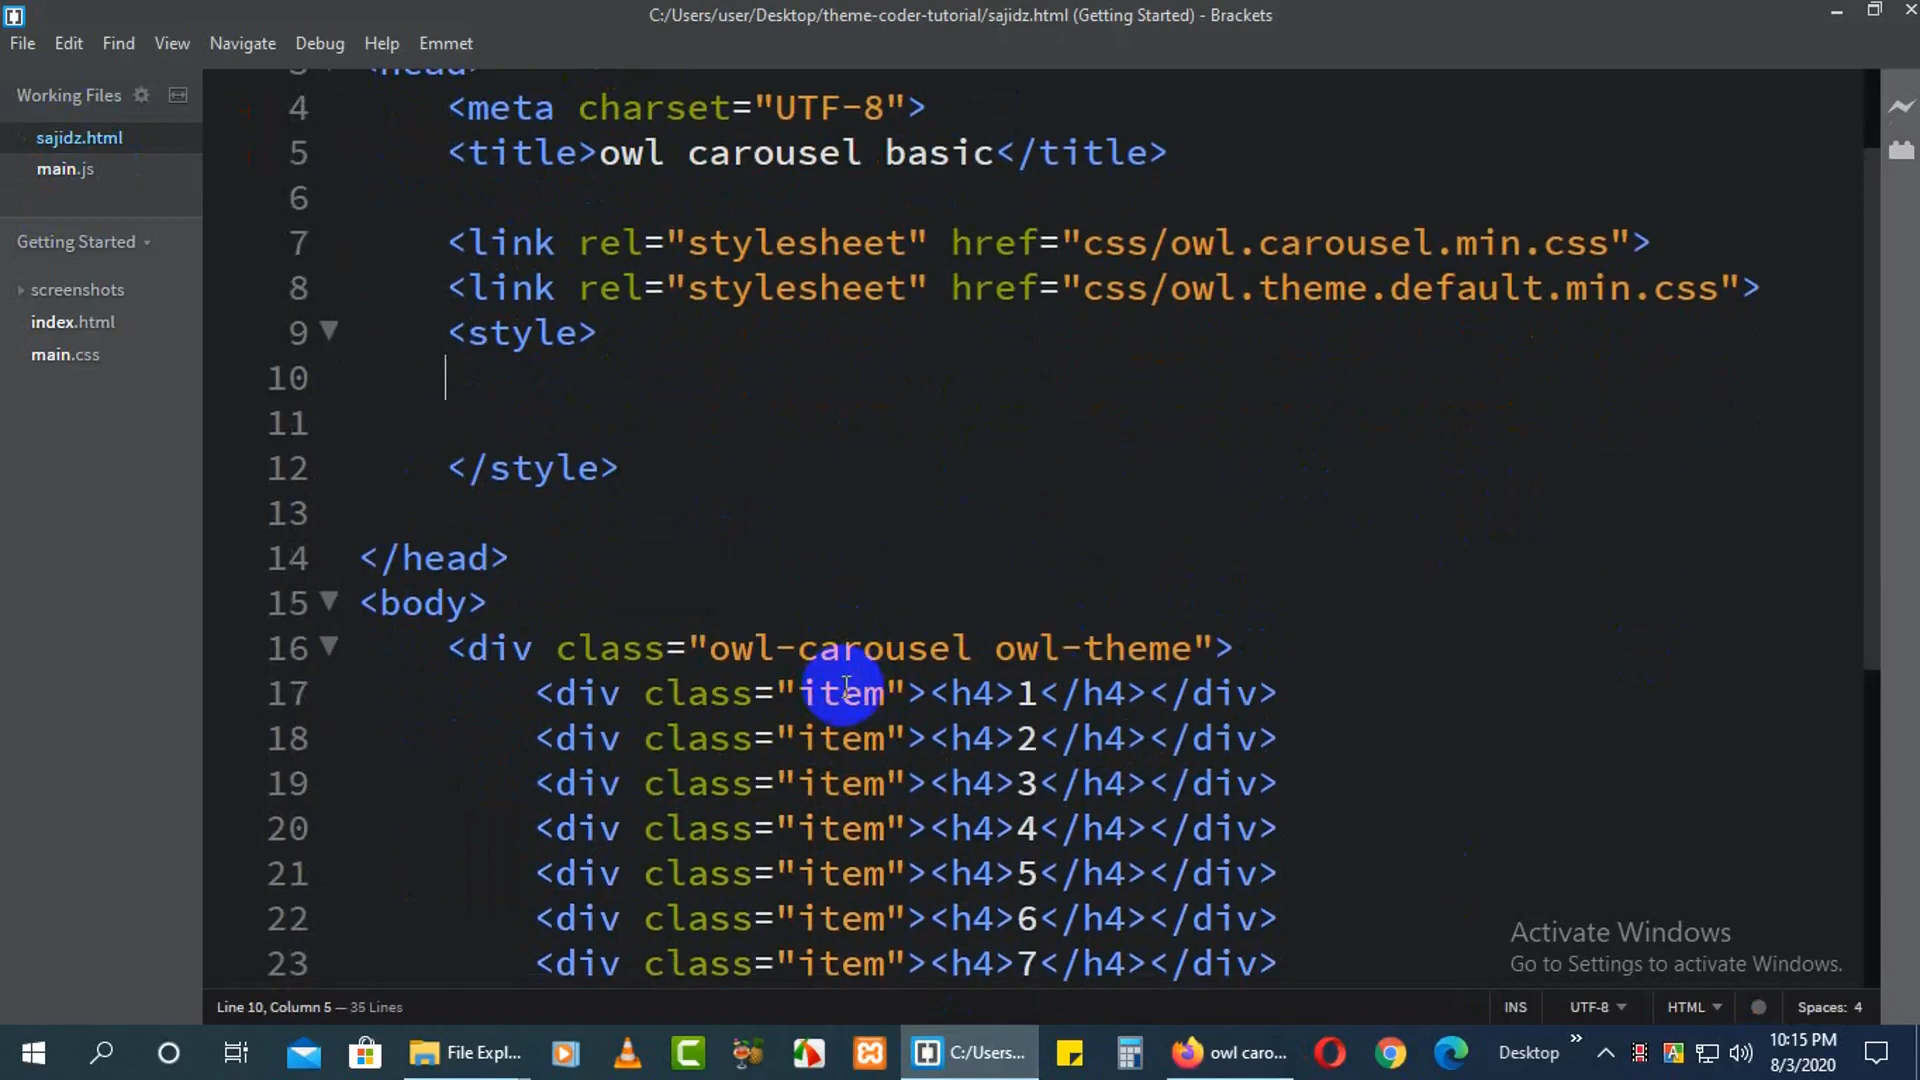 C:/Users/user/Desktop/theme-coder-tutorial/sajidz.html (Getting Started) - Brackets
File Edit Find View Navigate Debug Help Emmet
Working Files
sajidz.html
main.js
Getting Started
screenshots
index.html
main.css
3 <head>
4 <meta charset="UTF-8">
5 <title>owl carousel basic</title>
6
7 <link rel="stylesheet" href="css/owl.carousel.min.css">
8 <link rel="stylesheet" href="css/owl.theme.default.min.css">
9 <style>
10
11
12 </style>
13
14 </head>
15 <body>
16 <div class="owl-carousel owl-theme">
17 <div class="item"><h4>1</h4></div>
18 <div class="item"><h4>2</h4></div>
19 <div class="item"><h4>3</h4></div>
20 <div class="item"><h4>4</h4></div>
21 <div class="item"><h4>5</h4></div>
22 <div class="item"><h4>6</h4></div>
23 <div class="item"><h4>7</h4></div>
Activate Windows
Go to Settings to activate Windows.
Line 10, Column 5 — 35 Lines
INS UTF-8 HTML Spaces: 4
File Expl...
C:/Users...
owl caro...
Desktop
10:15 PM
8/3/2020